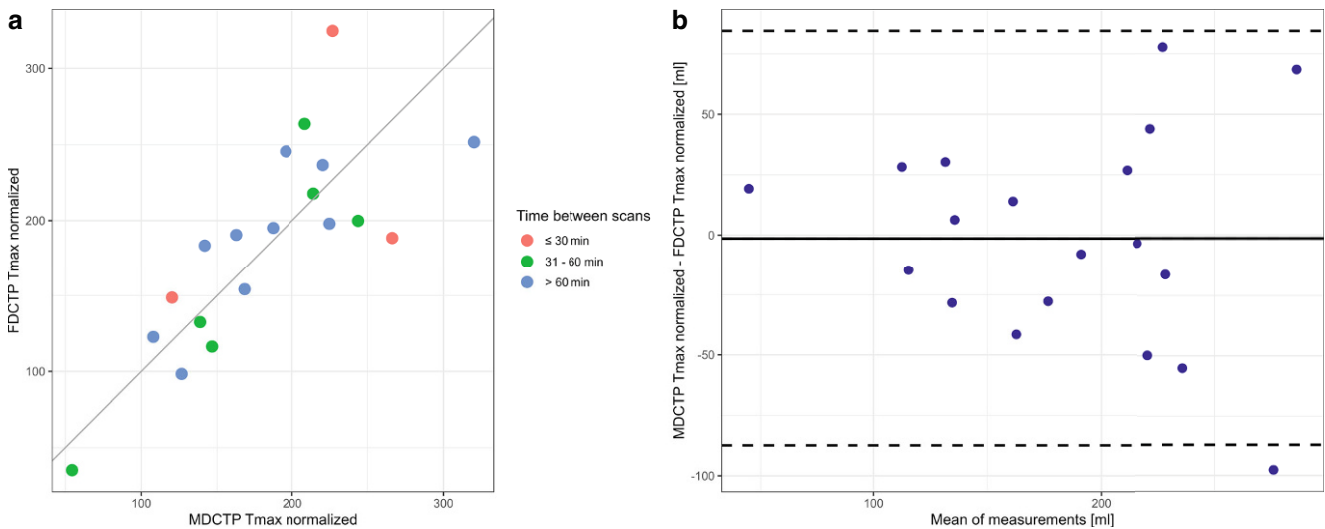 a
FDCTP Tmax normalized
300
200
100
100
200
300
MDCTP Tmax normalized
Time between scans
≤ 30 min
31 - 60 min
> 60 min
b
MDCTP Tmax normalized - FDCTP Tmax normalized [ml]
50
0
-50
-100
100
200
Mean of measurements [ml]